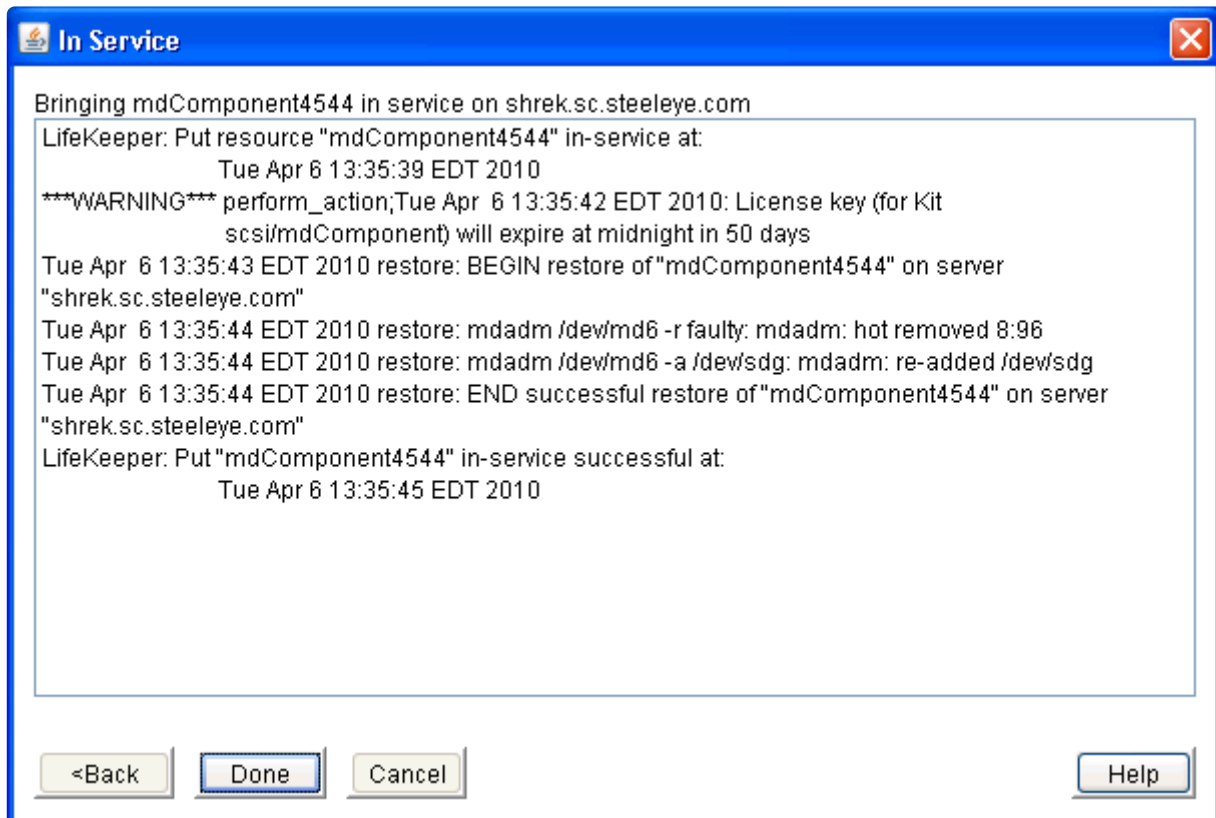 In Service
Bringing mdComponent4544 in service on shrek.sc.steeleye.com
LifeKeeper: Put resource "mdComponent4544" in-service at:
Tue Apr 6 13:35:39 EDT 2010
***WARNING*** perform_action;Tue Apr  6 13:35:42 EDT 2010: License key (for Kit
scsi/mdComponent) will expire at midnight in 50 days
Tue Apr  6 13:35:43 EDT 2010 restore: BEGIN restore of "mdComponent4544" on server
"shrek.sc.steeleye.com"
Tue Apr  6 13:35:44 EDT 2010 restore: mdadm /dev/md6 -r faulty: mdadm: hot removed 8:96
Tue Apr  6 13:35:44 EDT 2010 restore: mdadm /dev/md6 -a /dev/sdg: mdadm: re-added /dev/sdg
Tue Apr  6 13:35:44 EDT 2010 restore: END successful restore of "mdComponent4544" on server
"shrek.sc.steeleye.com"
LifeKeeper: Put "mdComponent4544" in-service successful at:
Tue Apr 6 13:35:45 EDT 2010
<Back Done Cancel Help